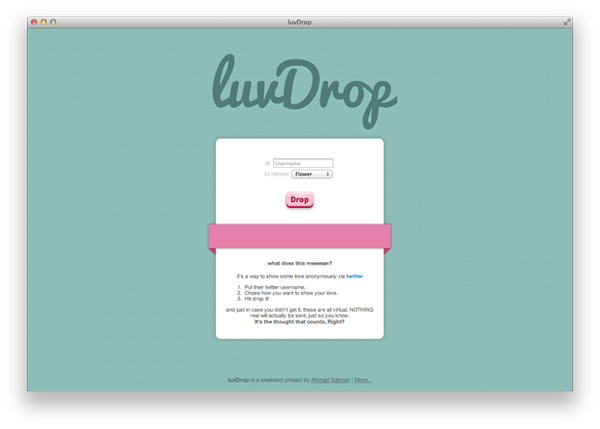 luvDrop
luvDrop
@ Username
to recieve Flower
Drop
what does this meeeean?
it's a way to show some love anonymously via twitter
1. Put their twitter username.
2. Chose how you want to show your love.
3. Hit drop it!
and just in case you didn't get it, these are all virtual. NOTHING
real will actually be sent, just so you know.
It's the thought that counts, Right?
luvDrop is a weekend project by Ahmad Salman | More...